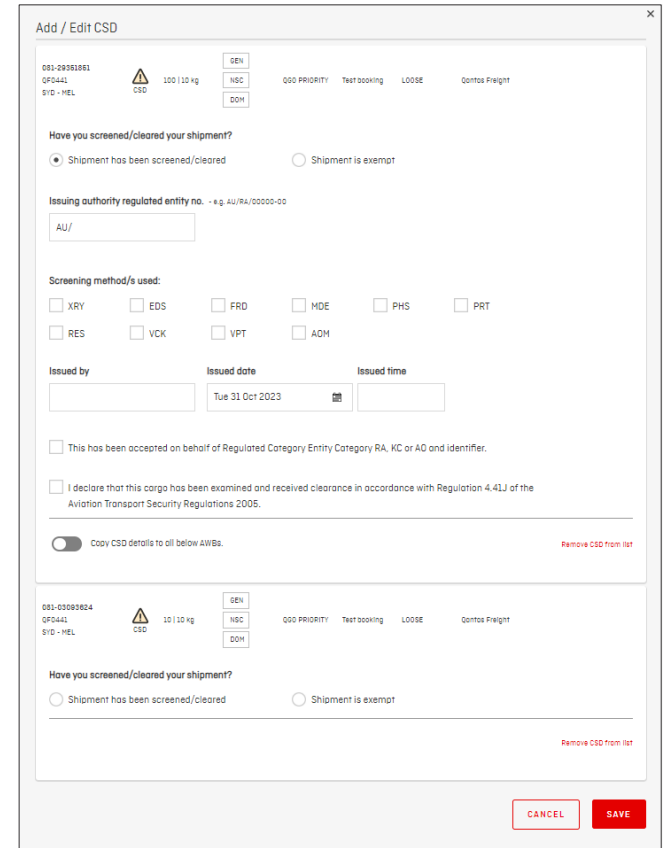 Add / Edit CSD
×
081-29351851
QF0441
SYD - MEL
CSD
100 | 10 kg
GEN
NSC
DOM
QGO PRIORITY
Test booking
LOOSE
Qantas Freight
Have you screened/cleared your shipment?
Shipment has been screened/cleared
Shipment is exempt
Issuing authority regulated entity no. - e.g. AU/RA/00000-00
AU/
Screening method/s used:
XRY EDS FRD MDE PHS PRT
RES VCK VPT AOM
Issued by Issued date Issued time
Tue 31 Oct 2023
This has been accepted on behalf of Regulated Category Entity Category RA, KC or AO and identifier.
I declare that this cargo has been examined and received clearance in accordance with Regulation 4.41J of the
Aviation Transport Security Regulations 2005.
Copy CSD details to all below AWBs.
Remove CSD from list
081-03093624
QF0441
SYD - MEL
CSD
10 | 10 kg
GEN
NSC
DOM
QGO PRIORITY
Test booking
LOOSE
Qantas Freight
Have you screened/cleared your shipment?
Shipment has been screened/cleared
Shipment is exempt
Remove CSD from list
CANCEL
SAVE